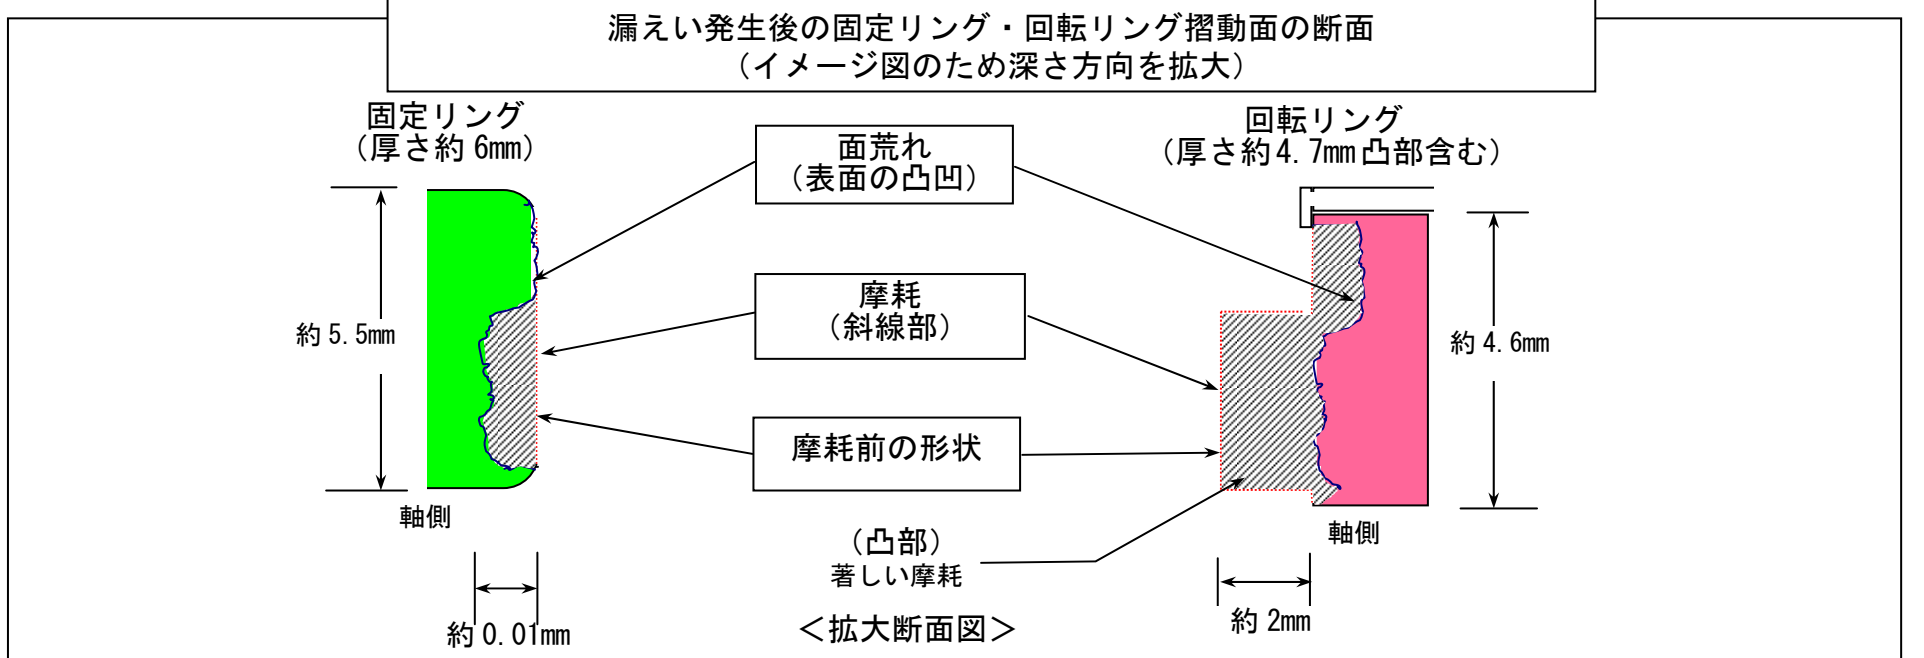 漏えい発生後の固定リング・回転リング摺動面の断面
（イメージ図のため深さ方向を拡大）
固定リング
（厚さ約 6mm）
回転リング
（厚さ約 4.7mm 凸部含む）
面荒れ
（表面の凸凹）
摩耗
（斜線部）
約 5.5mm
約 4.6mm
摩耗前の形状
軸側
軸側
（凸部）
著しい摩耗
約 0.01mm
＜拡大断面図＞
約 2mm